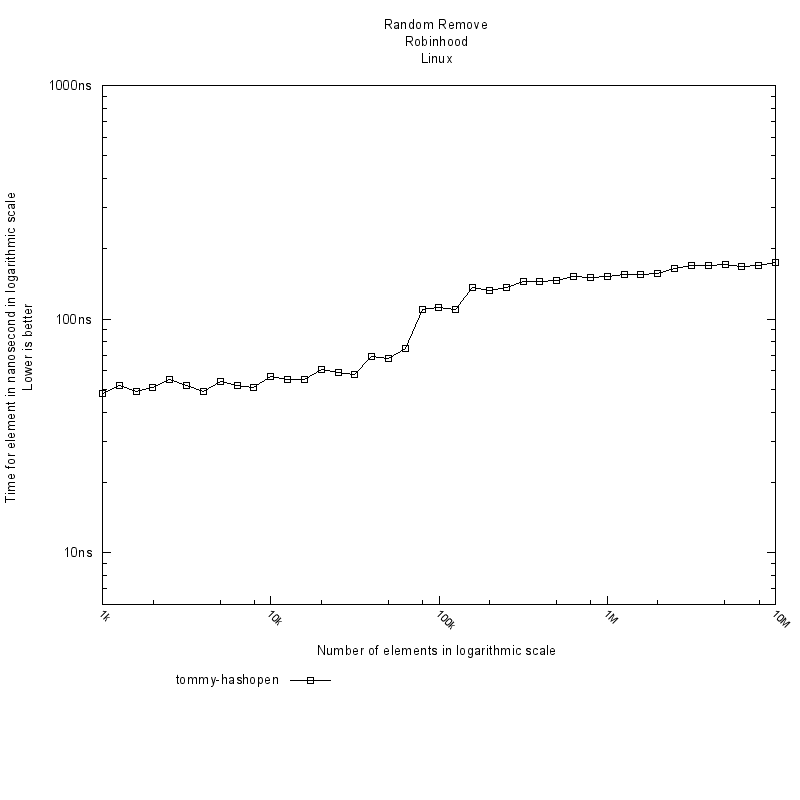 Random Remove
Robinhood
Linux
1000ns
100ns
10ns
Time for element in nanosecond in logarithmic scale
Lower is better
1k
10k
100k
1M
10M
Number of elements in logarithmic scale
tommy-hashopen